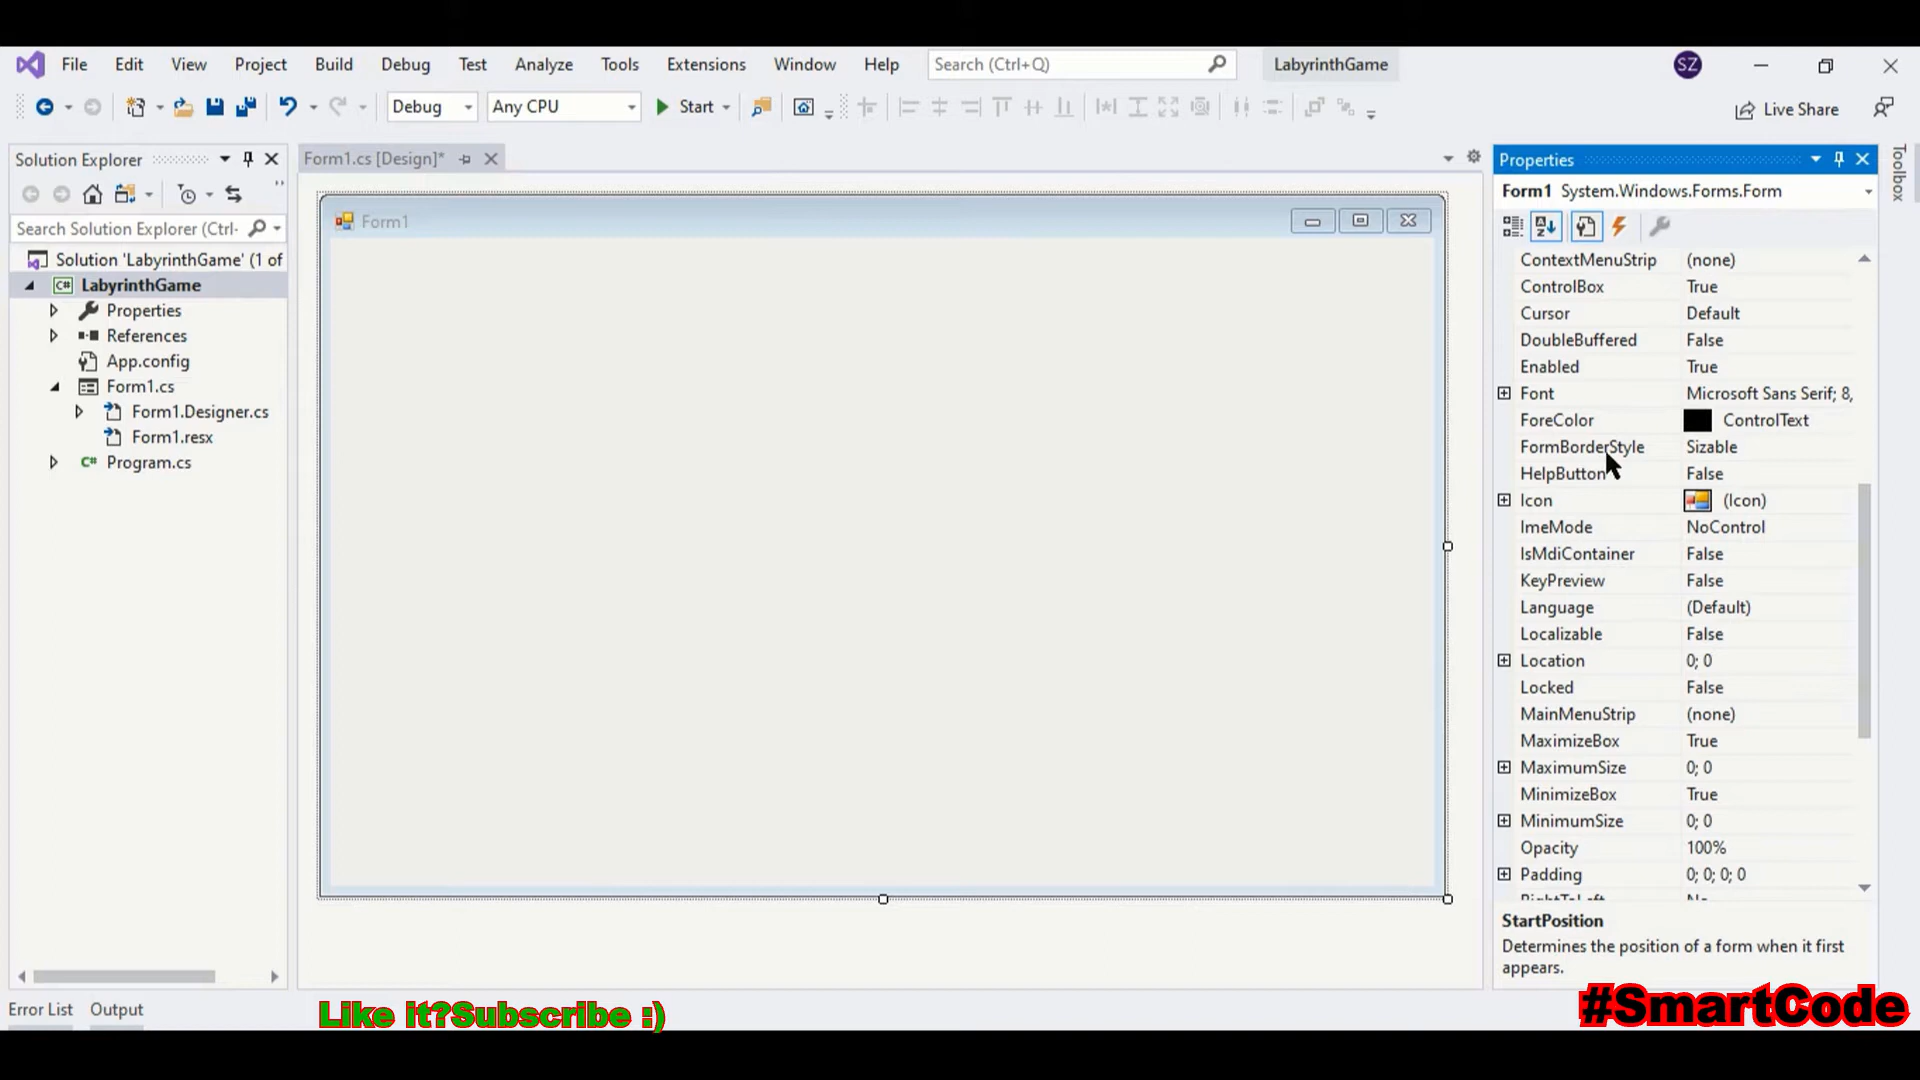 File Edit View Project Build Debug Test Analyze Tools Extensions Window Help Search (Ctrl+Q) LabyrinthGame SZ
Debug Any CPU Start Live Share
Solution Explorer
Search Solution Explorer (Ctrl-
Solution 'LabyrinthGame' (1 of
C# LabyrinthGame
Properties
References
App.config
Form1.cs
Form1.Designer.cs
Form1.resx
C# Program.cs
Form1.cs [Design]*
Form1
Properties
Toolbox
Form1 System.Windows.Forms.Form
ContextMenuStrip (none)
ControlBox True
Cursor Default
DoubleBuffered False
Enabled True
Font Microsoft Sans Serif; 8,
ForeColor ControlText
FormBorderStyle Sizable
HelpButton False
Icon (Icon)
ImeMode NoControl
IsMdiContainer False
KeyPreview False
Language (Default)
Localizable False
Location 0; 0
Locked False
MainMenuStrip (none)
MaximizeBox True
MaximumSize 0; 0
MinimizeBox True
MinimumSize 0; 0
Opacity 100%
Padding 0; 0; 0; 0
RightToLeft No
StartPosition
Determines the position of a form when it first
appears.
Error List Output
Like it?Subscribe :)
#SmartCode